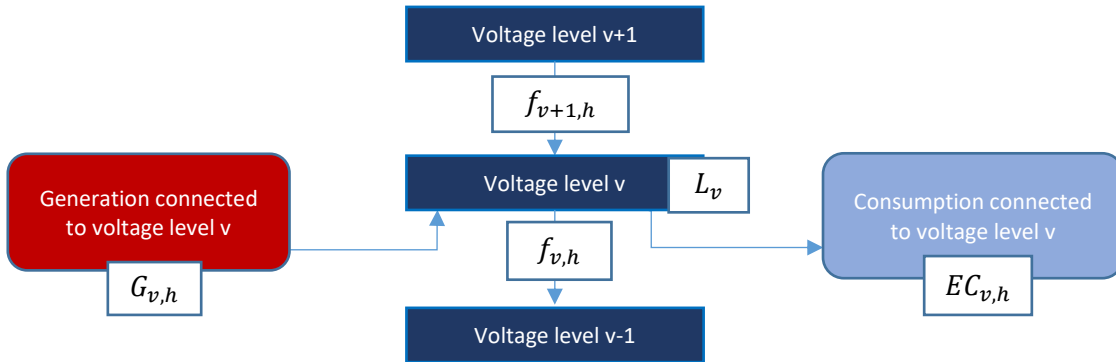 Voltage level v+1
f_{v+1,h}
Generation connected
to voltage level v
G_{v,h}
Voltage level v
L_v
f_{v,h}
Consumption connected
to voltage level v
EC_{v,h}
Voltage level v-1